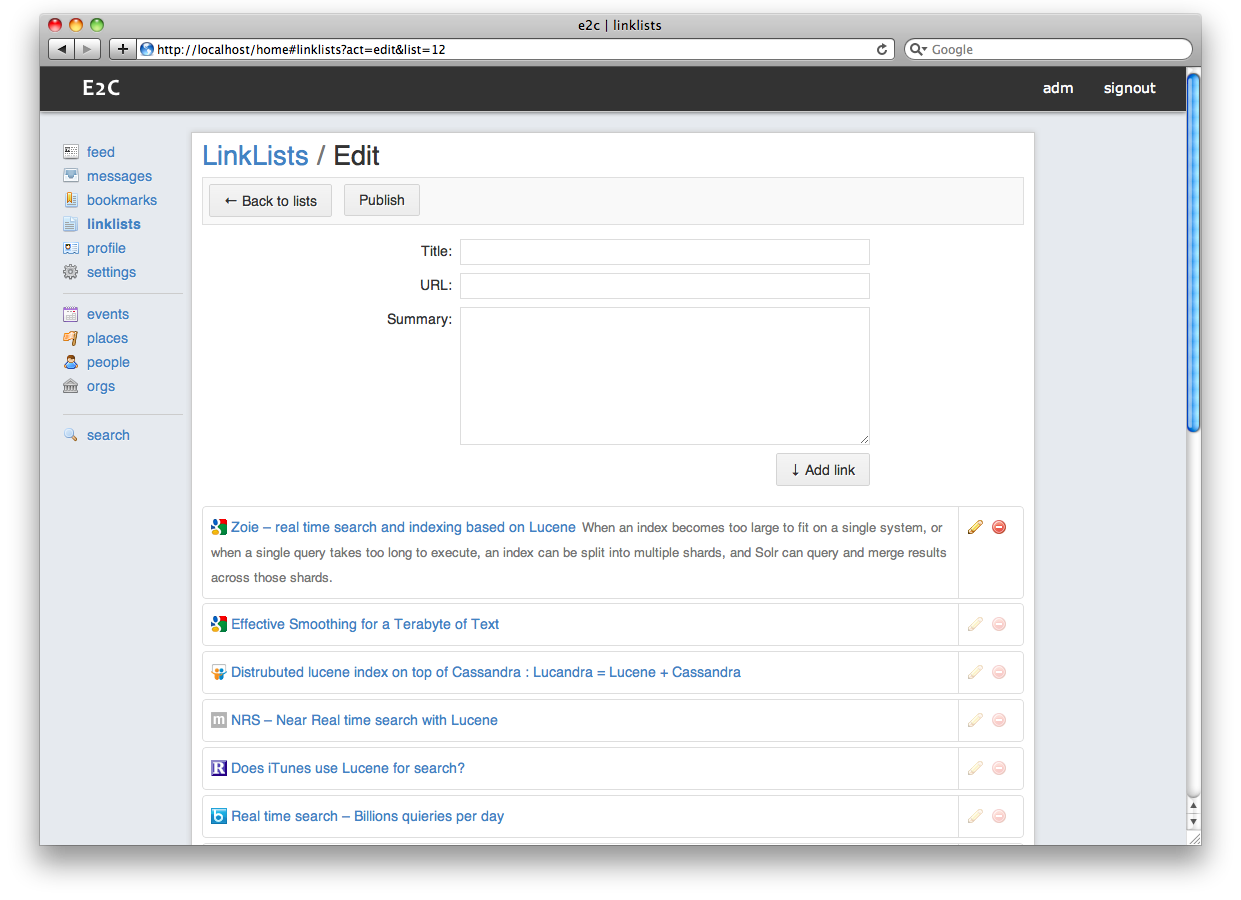 e2c | linklists
http://localhost/home#linklists?act=edit&list=12
Google
E2C
adm
signout
feed
messages
bookmarks
linklists
profile
settings
events
places
people
orgs
search
LinkLists / Edit
← Back to lists
Publish
Title:
URL:
Summary:
↓ Add link
Zoie – real time search and indexing based on Lucene When an index becomes too large to fit on a single system, or
when a single query takes too long to execute, an index can be split into multiple shards, and Solr can query and merge results
across those shards.
Effective Smoothing for a Terabyte of Text
Distrubuted lucene index on top of Cassandra : Lucandra = Lucene + Cassandra
m NRS – Near Real time search with Lucene
R Does iTunes use Lucene for search?
b Real time search – Billions quieries per day